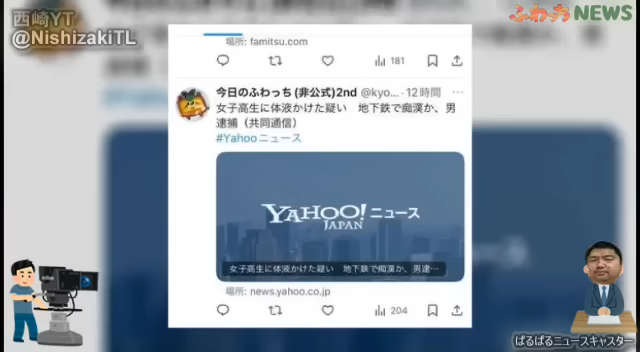 西崎YT
@NishizakiTL
ふわっちNEWS
場所: famitsu.com
181
今日のふわっち (非公式)2nd @kyo... · 12時間
女子高生に体液かけた疑い 地下鉄で痴漢か、男
逮捕(共同通信)
#Yahooニュース
YAHOO!ニュース
JAPAN
女子高生に体液かけた疑い 地下鉄で痴漢か、男逮…
場所: news.yahoo.co.jp
204
ぱるぱるニュースキャスター